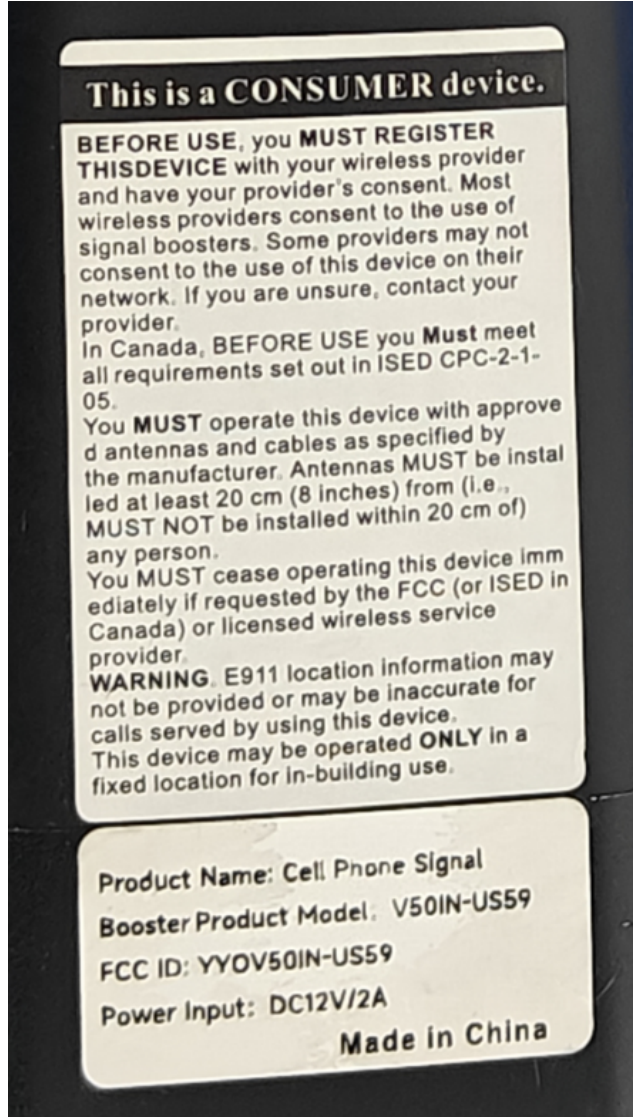 This is a CONSUMER device.
BEFORE USE, you MUST REGISTER
THISDEVICE with your wireless provider
and have your provider's consent. Most
wireless providers consent to the use of
signal boosters. Some providers may not
consent to the use of this device on their
network. If you are unsure, contact your
provider.
In Canada, BEFORE USE you Must meet
all requirements set out in ISED CPC-2-1-
05.
You MUST operate this device with approve
d antennas and cables as specified by
the manufacturer. Antennas MUST be instal
led at least 20 cm (8 inches) from (i.e.,
MUST NOT be installed within 20 cm of)
any person.
You MUST cease operating this device imm
ediately if requested by the FCC (or ISED in
Canada) or licensed wireless service
provider.
WARNING. E911 location information may
not be provided or may be inaccurate for
calls served by using this device.
This device may be operated ONLY in a
fixed location for in-building use.
Product Name: Cell Phone Signal
Booster Product Model: V50IN-US59
FCC ID: YYOV50IN-US59
Power Input: DC12V/2A
Made in China